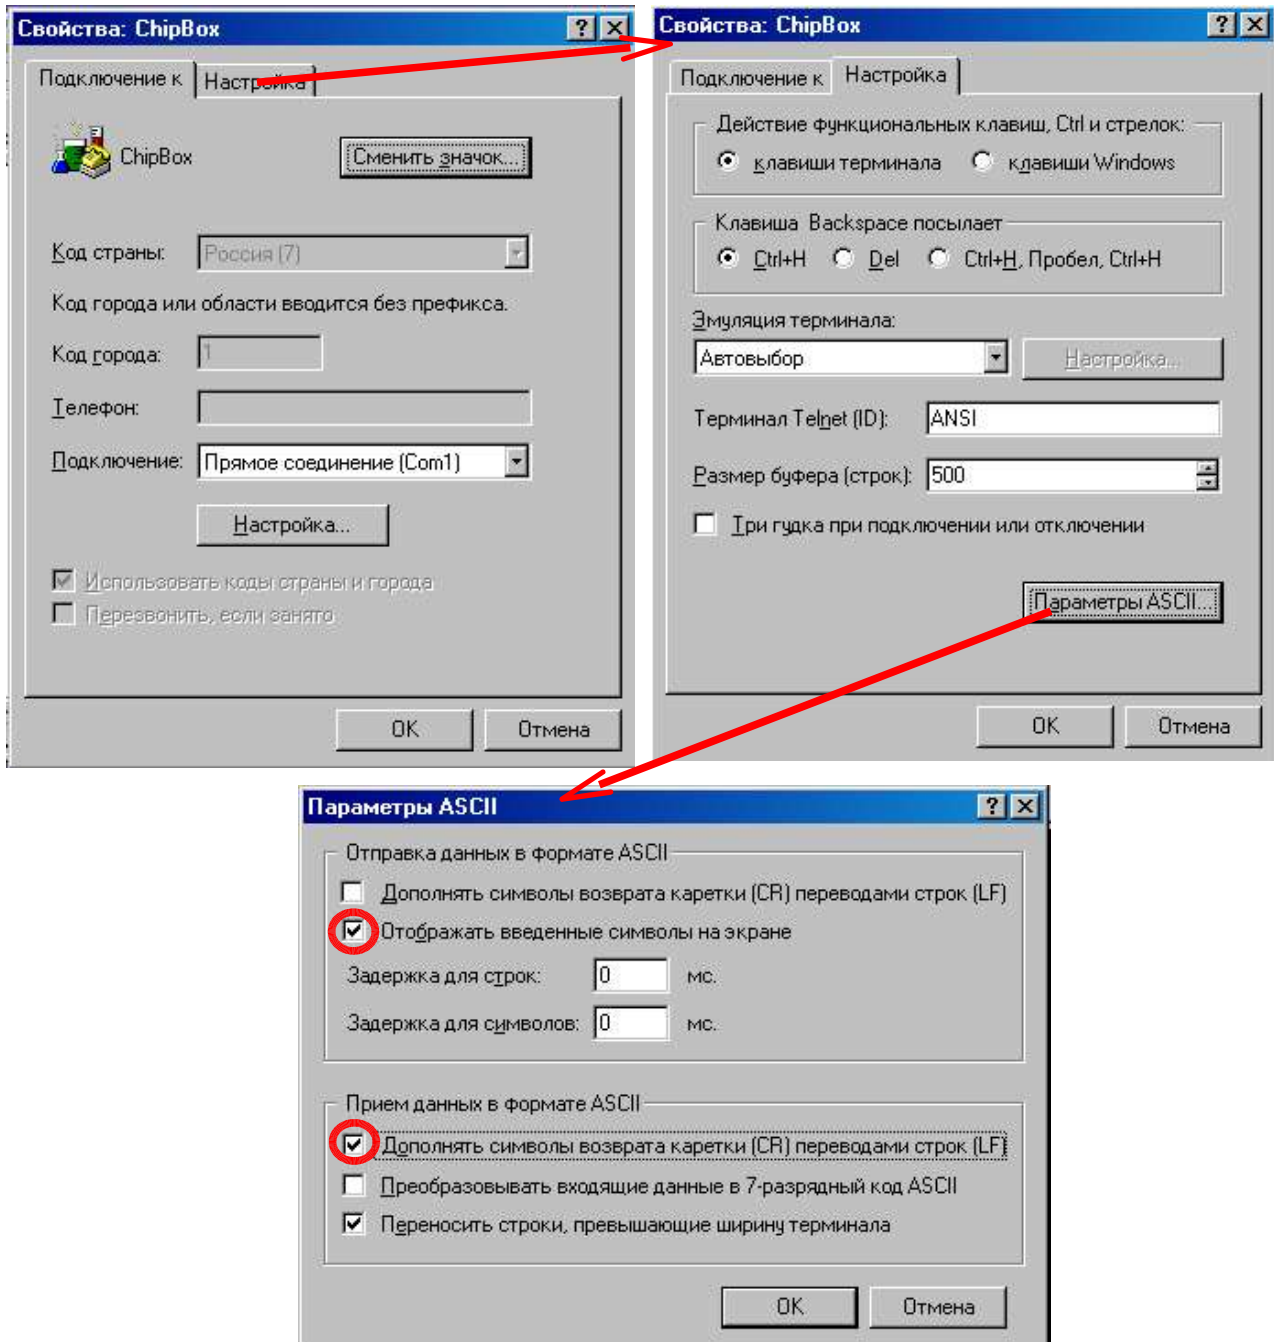 Свойства: ChipBox
Подключение к Настройка
ChipBox Сменить значок...
Код страны: Россия (7)
Код города или области вводится без префикса.
Код города: 1
Телефон:
Подключение: Прямое соединение (Com1)
Настройка...
Использовать коды страны и города
Перезвонить, если занято
OK Отмена
Свойства: ChipBox
Подключение к Настройка
Действие функциональных клавиш, Ctrl и стрелок:
клавиши терминала клавиши Windows
Клавиша Backspace посылает
Ctrl+H Del Ctrl+H, Пробел, Ctrl+H
Эмуляция терминала:
Автовыбор Настройка...
Терминал Telnet (ID): ANSI
Размер буфера (строк): 500
Три гудка при подключении или отключении
Параметры ASCII...
OK Отмена
Параметры ASCII
Отправка данных в формате ASCII
Дополнять символы возврата каретки (CR) переводами строк (LF)
Отображать введенные символы на экране
Задержка для строк: 0 мс.
Задержка для символов: 0 мс.
Прием данных в формате ASCII
Дополнять символы возврата каретки (CR) переводами строк (LF)
Преобразовывать входящие данные в 7-разрядный код ASCII
Переносить строки, превышающие ширину терминала
OK Отмена